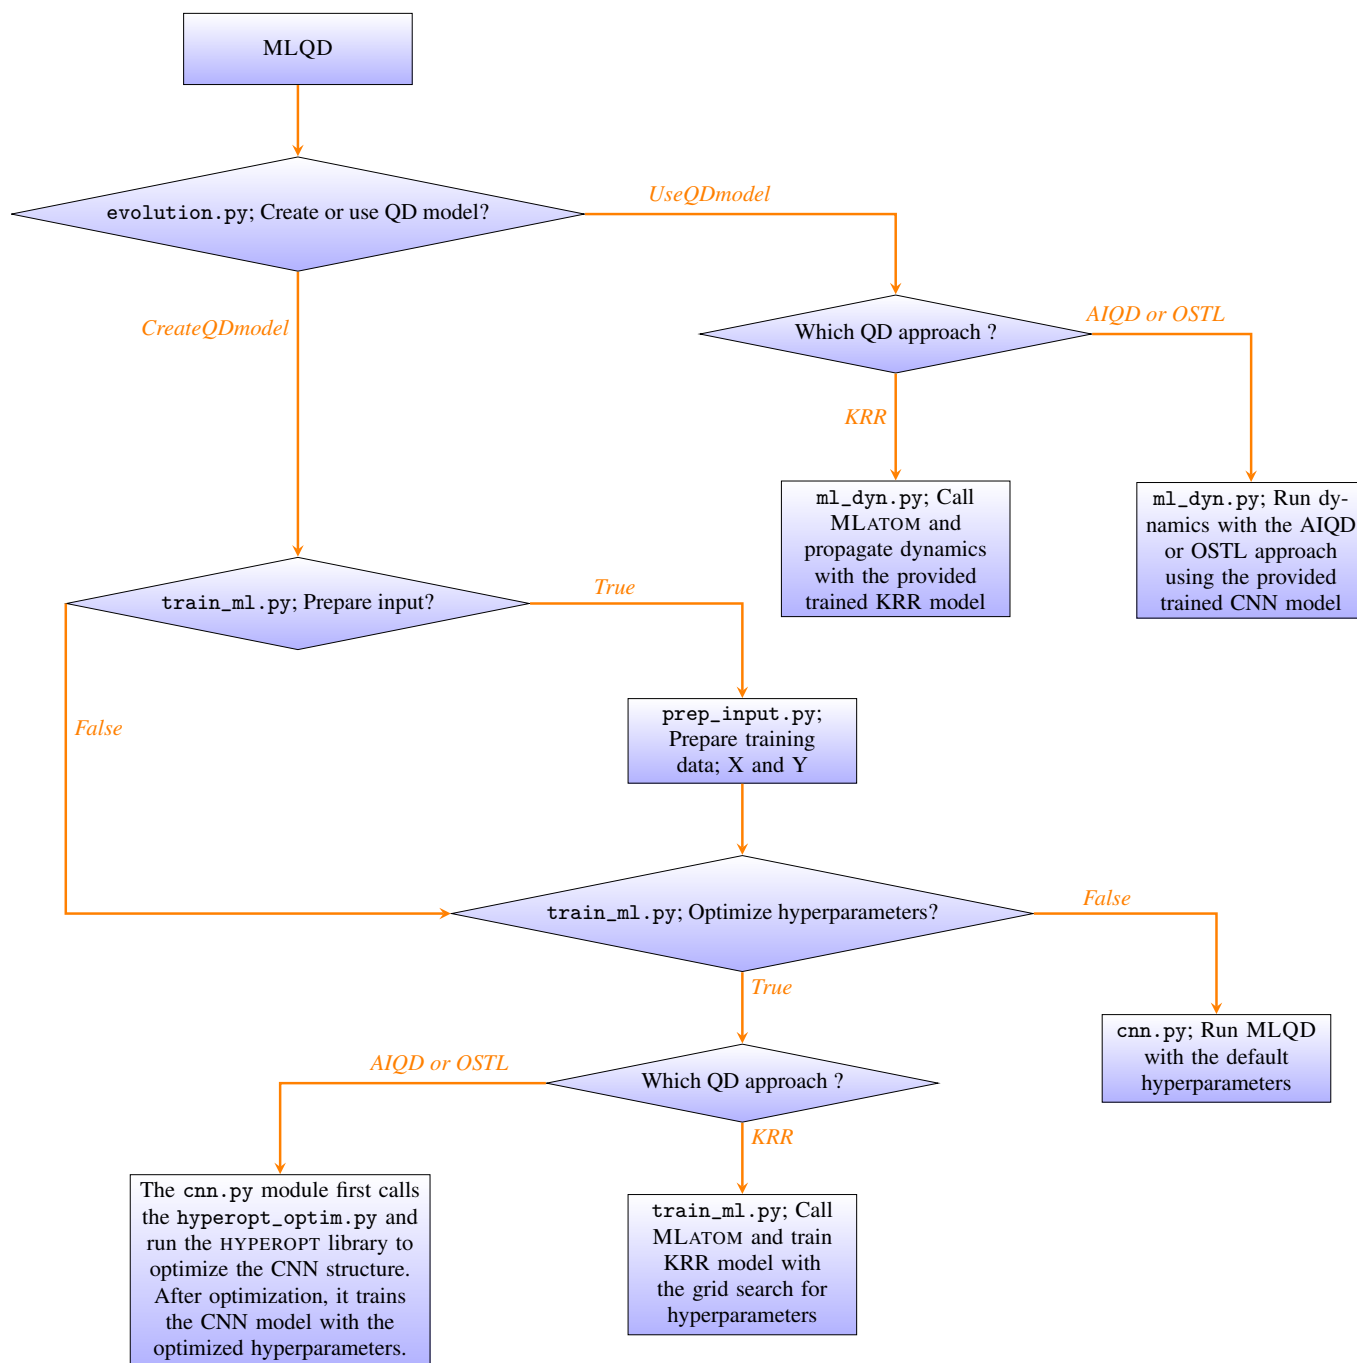 MLQD
evolution.py; Create or use QD model?
UseQDmodel
CreateQDmodel
Which QD approach ?
AIQD or OSTL
KRR
ml_dyn.py; Call
MLATOM and
propagate dynamics
with the provided
trained KRR model
ml_dyn.py; Run dy-
namics with the AIQD
or OSTL approach
using the provided
trained CNN model
train_ml.py; Prepare input?
True
False
prep_input.py;
Prepare training
data; X and Y
train_ml.py; Optimize hyperparameters?
False
True
cnn.py; Run MLQD
with the default
hyperparameters
Which QD approach ?
AIQD or OSTL
KRR
The cnn.py module first calls
the hyperopt_optim.py and
run the HYPEROPT library to
optimize the CNN structure.
After optimization, it trains
the CNN model with the
optimized hyperparameters.
train_ml.py; Call
MLATOM and train
KRR model with
the grid search for
hyperparameters